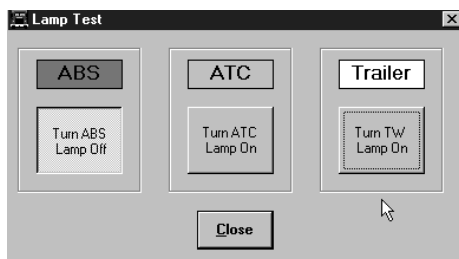 Lamp Test
ABS
ATC
Trailer
Turn ABS
Lamp Off
Turn ATC
Lamp On
Turn TW
Lamp On
Close